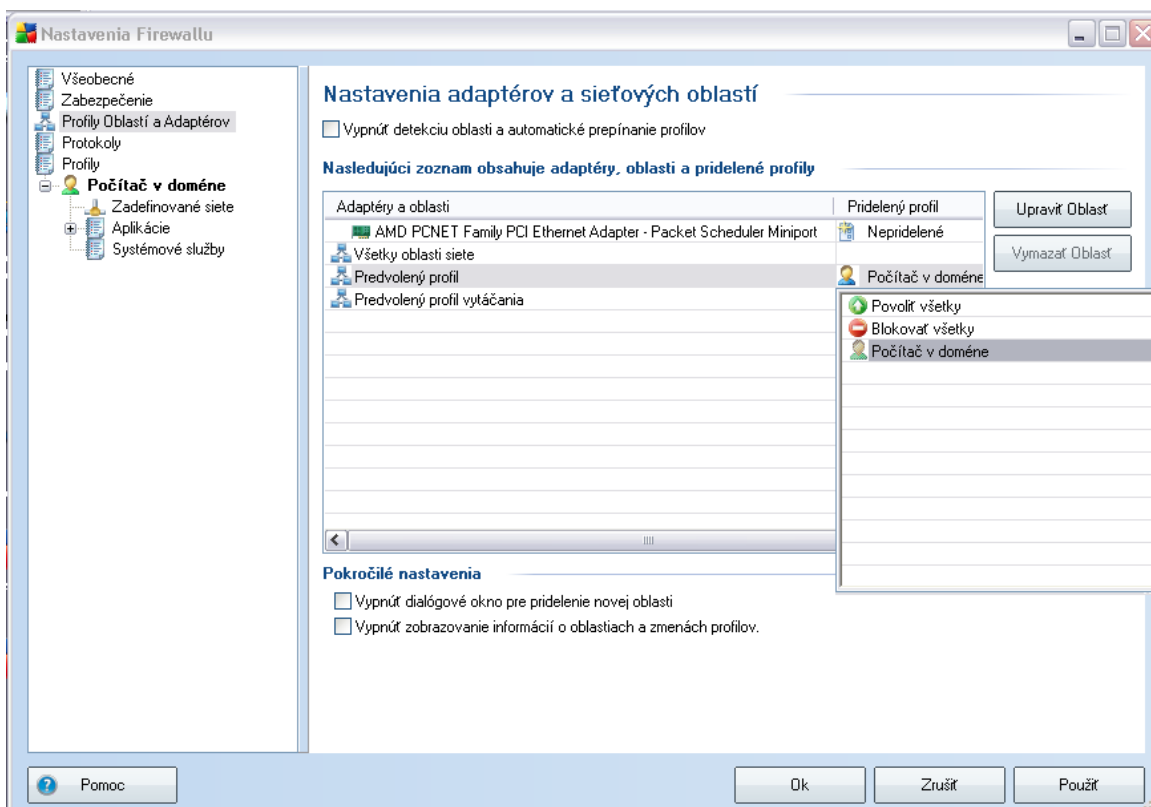 Nastavenia Firewallu
Všeobecné
Zabezpečenie
Profily Oblastí a Adaptérov
Protokoly
Profily
Počítač v doméne
Zadefinované siete
Aplikácie
Systémové služby
Nastavenia adaptérov a sieťových oblastí
Vypnúť detekciu oblasti a automatické prepínanie profilov
Nasledujúci zoznam obsahuje adaptéry, oblasti a pridelené profily
Adaptéry a oblasti Pridelený profil
AMD PCNET Family PCI Ethernet Adapter - Packet Scheduler Miniport Nepridelené
Všetky oblasti siete
Predvolený profil Počítač v doméne
Predvolený profil vytáčania
Upraviť Oblasť
Vymazať Oblasť
Povoliť všetky
Blokovať všetky
Počítač v doméne
Pokročilé nastavenia
Vypnúť dialógové okno pre pridelenie novej oblasti
Vypnúť zobrazovanie informácií o oblastiach a zmenách profilov.
Pomoc
Ok
Zrušiť
Použiť